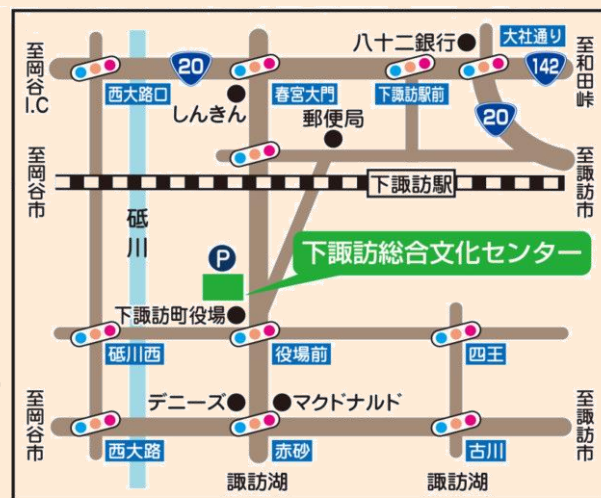 八十二銀行
大社通り
至岡谷I.C
20
142
至和田峠
西大路口
春宮大門
下諏訪駅前
しんきん
郵便局
20
至岡谷市
至諏訪市
下諏訪駅
砥川
P
下諏訪総合文化センター
下諏訪町役場
砥川西
役場前
四王
デニーズ
マクドナルド
至岡谷市
至諏訪市
西大路
赤砂
古川
諏訪湖
諏訪湖